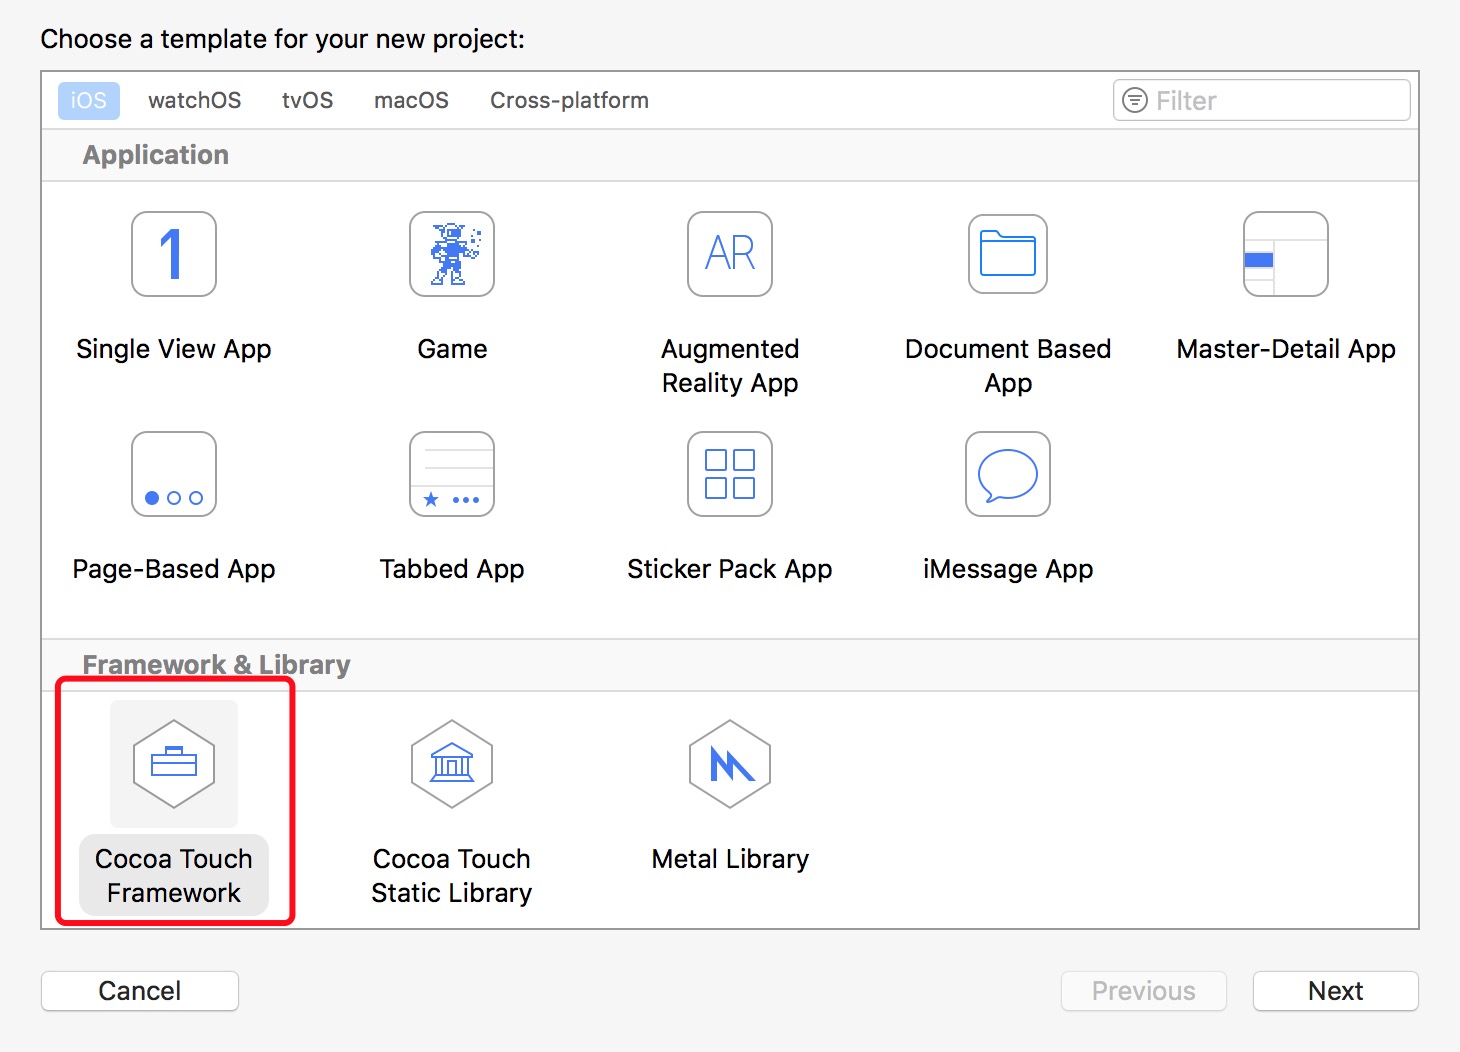 Choose a template for your new project:
iOS watchOS tvOS macOS Cross-platform Filter
Application
1 AR
Single View App Game Augmented Reality App Document Based App Master-Detail App
Page-Based App Tabbed App Sticker Pack App iMessage App
Framework & Library
Cocoa Touch Framework Cocoa Touch Static Library Metal Library
Cancel Previous Next